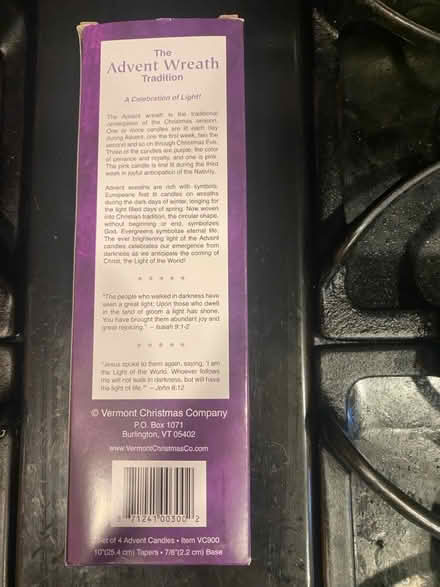 The
Advent Wreath
Tradition
A Celebration of Light!
The Advent wreath is the traditional
centerpiece of the Christmas season.
One or more candles are lit each day
during Advent, one the first week, two the
second and so on through Christmas Eve.
Three of the candles are purple, the color
of penance and royalty, and one is pink.
The pink candle is first lit during the third
week in joyful anticipation of the Nativity.
Advent wreaths are rich with symbols.
Europeans first lit candles on wreaths
during the dark days of winter, longing for
the light filled days of spring. Now woven
into Christian tradition, the circular shape,
without beginning or end, symbolizes
God. Evergreens symbolize eternal life.
The ever brightening light of the Advent
candles celebrates our emergence from
darkness as we anticipate the coming of
Christ, the Light of the World!
"The people who walked in darkness have
seen a great light; Upon those who dwell
in the land of gloom a light has shone.
You have brought them abundant joy and
great rejoicing." – Isaiah 9:1-2
"Jesus spoke to them again, saying, 'I am
the Light of the World. Whoever follows
me will not walk in darkness, but will have
the light of life.'" – John 8:12
© Vermont Christmas Company
P.O. Box 1071
Burlington, VT 05402
www.VermontChristmasCo.com
71241 00300 2
Set of 4 Advent Candles • Item VC900
10"(25.4 cm) Tapers • 7/8"(2.2 cm) Base